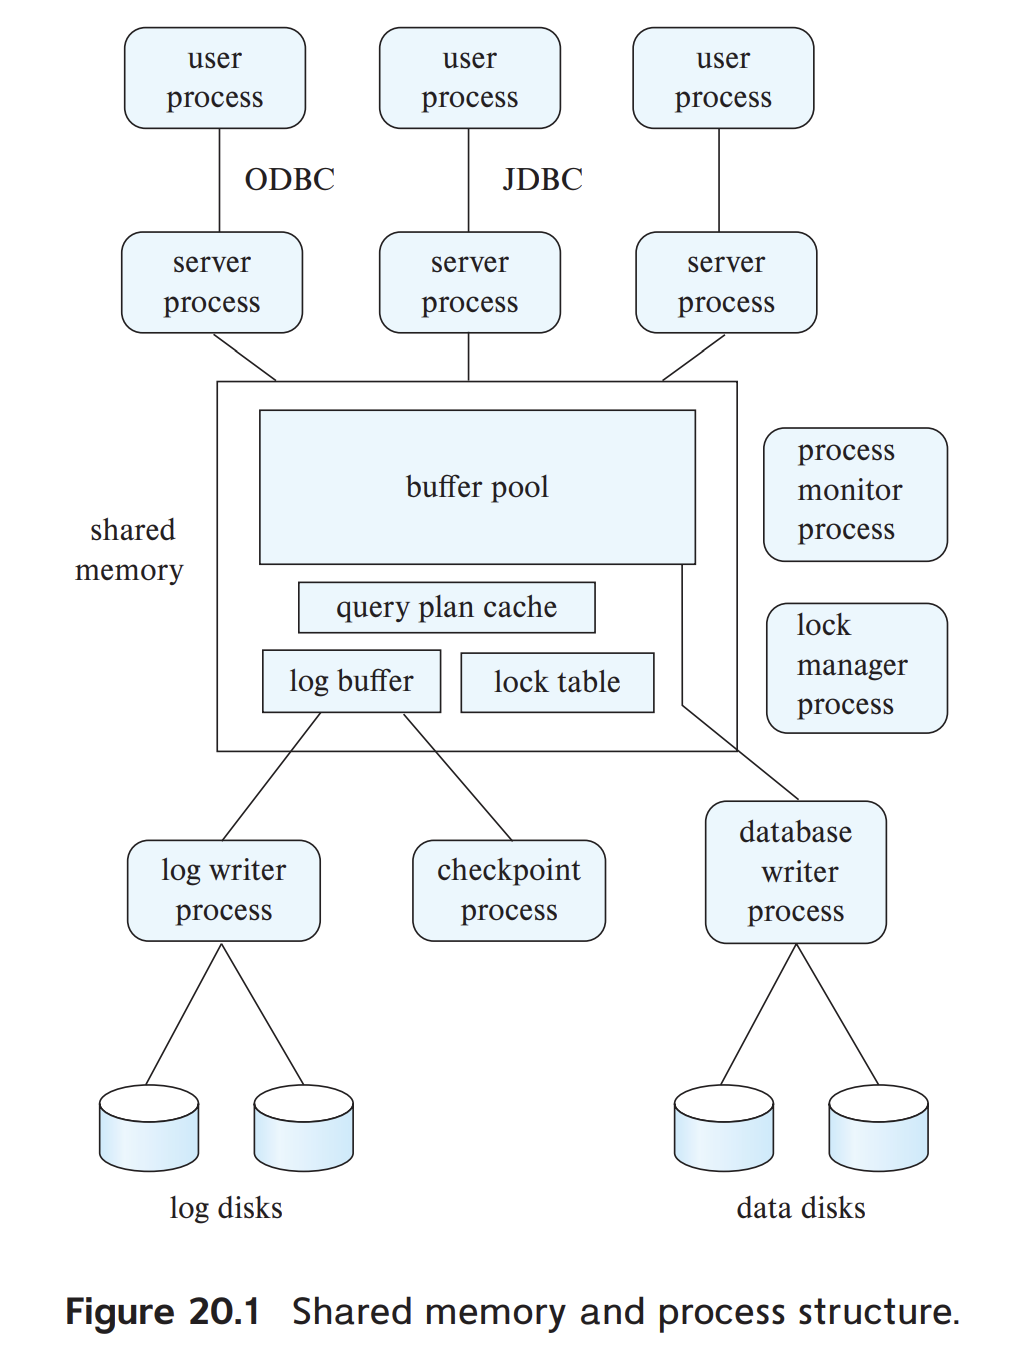 user
process
user
process
user
process
ODBC
JDBC
server
process
server
process
server
process
shared
memory
buffer pool
query plan cache
log buffer
lock table
process
monitor
process
lock
manager
process
log writer
process
checkpoint
process
database
writer
process
log disks
data disks
Figure 20.1 Shared memory and process structure.